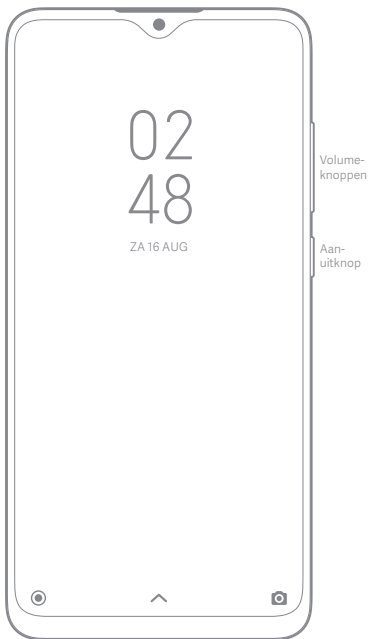 02
48
ZA 16 AUG
Volume-
knoppen
Aan-
uitknop